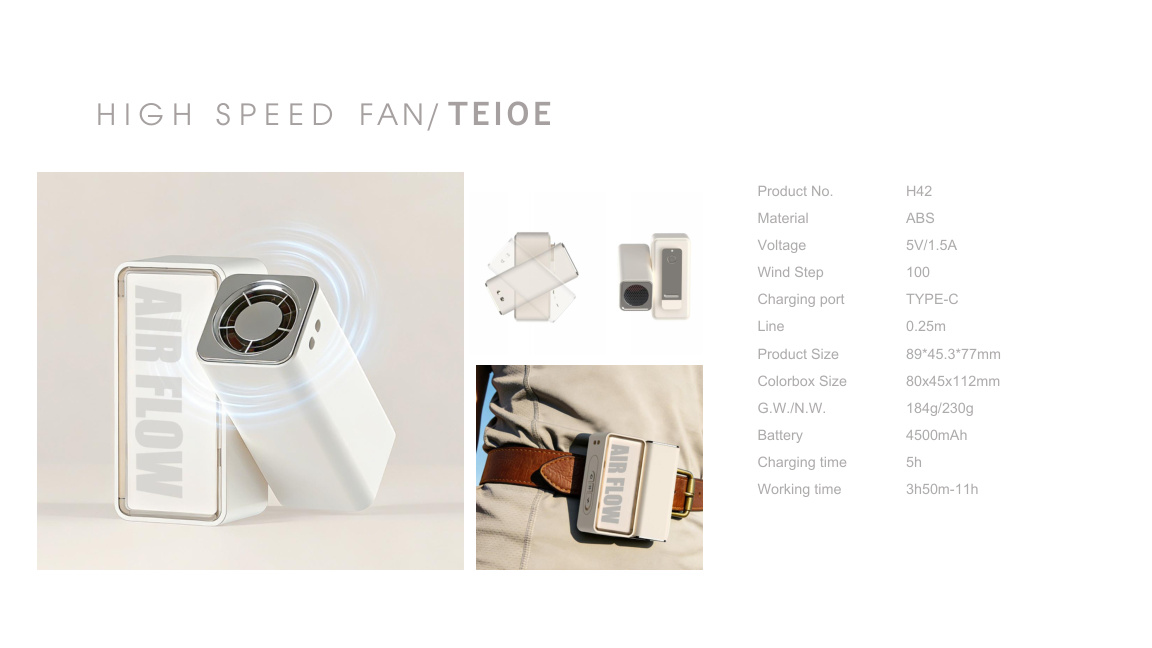 HIGH SPEED FAN/TEIOE
AIR FLOW
AIR FLOW
Product No. H42
Material ABS
Voltage 5V/1.5A
Wind Step 100
Charging port TYPE-C
Line 0.25m
Product Size 89*45.3*77mm
Colorbox Size 80x45x112mm
G.W./N.W. 184g/230g
Battery 4500mAh
Charging time 5h
Working time 3h50m-11h